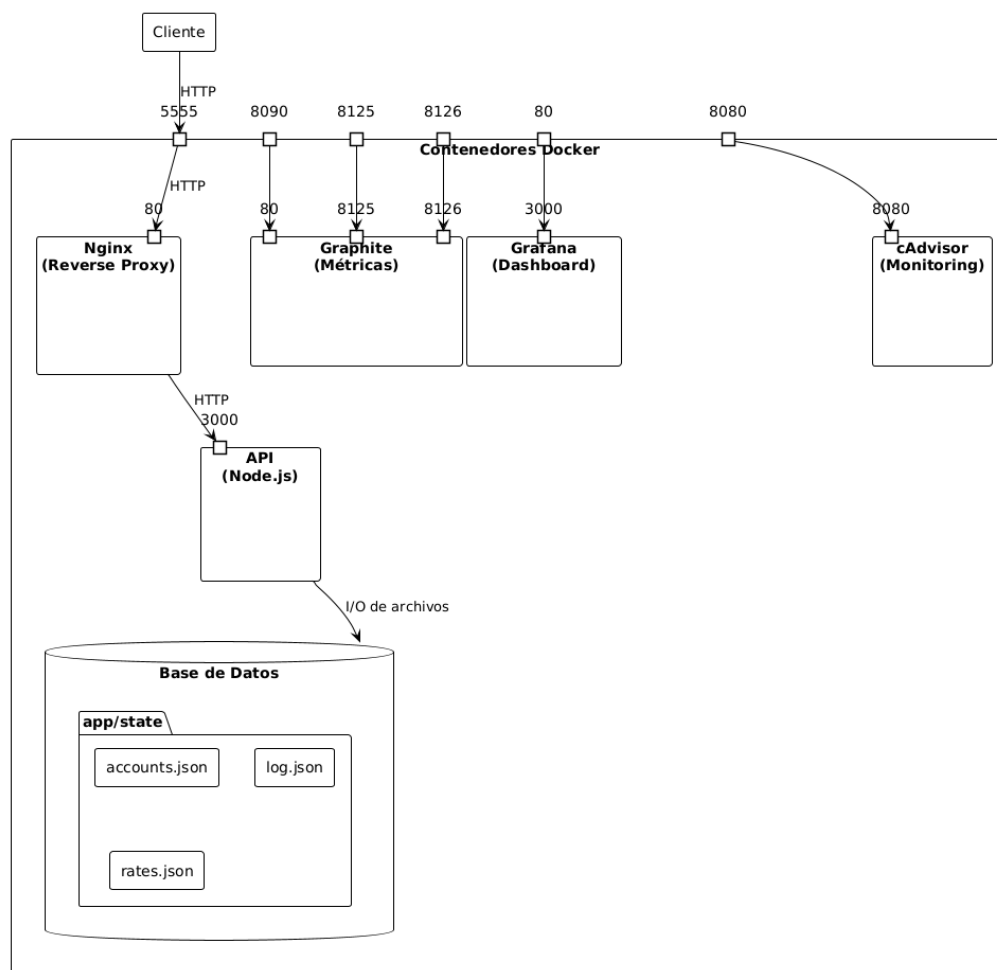 Cliente
HTTP
5555
8090
8125
8126
80
8080
Contenedores Docker
HTTP
80
80
8125
8126
3000
8080
Nginx
(Reverse Proxy)
Graphite
(Métricas)
Grafana
(Dashboard)
cAdvisor
(Monitoring)
HTTP
3000
API
(Node.js)
I/O de archivos
Base de Datos
app/state
accounts.json
log.json
rates.json